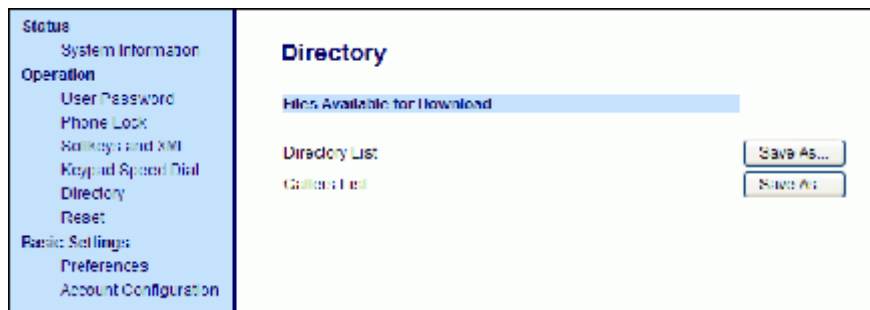 Status
System Information
Operation
User Password
Phone Lock
Softkeys and XML
Keypad Speed Dial
Directory
Reset
Basic Settings
Preferences
Account Configuration
Directory
Files Available for Download
Directory List
Save As...
Callers List
Save As...